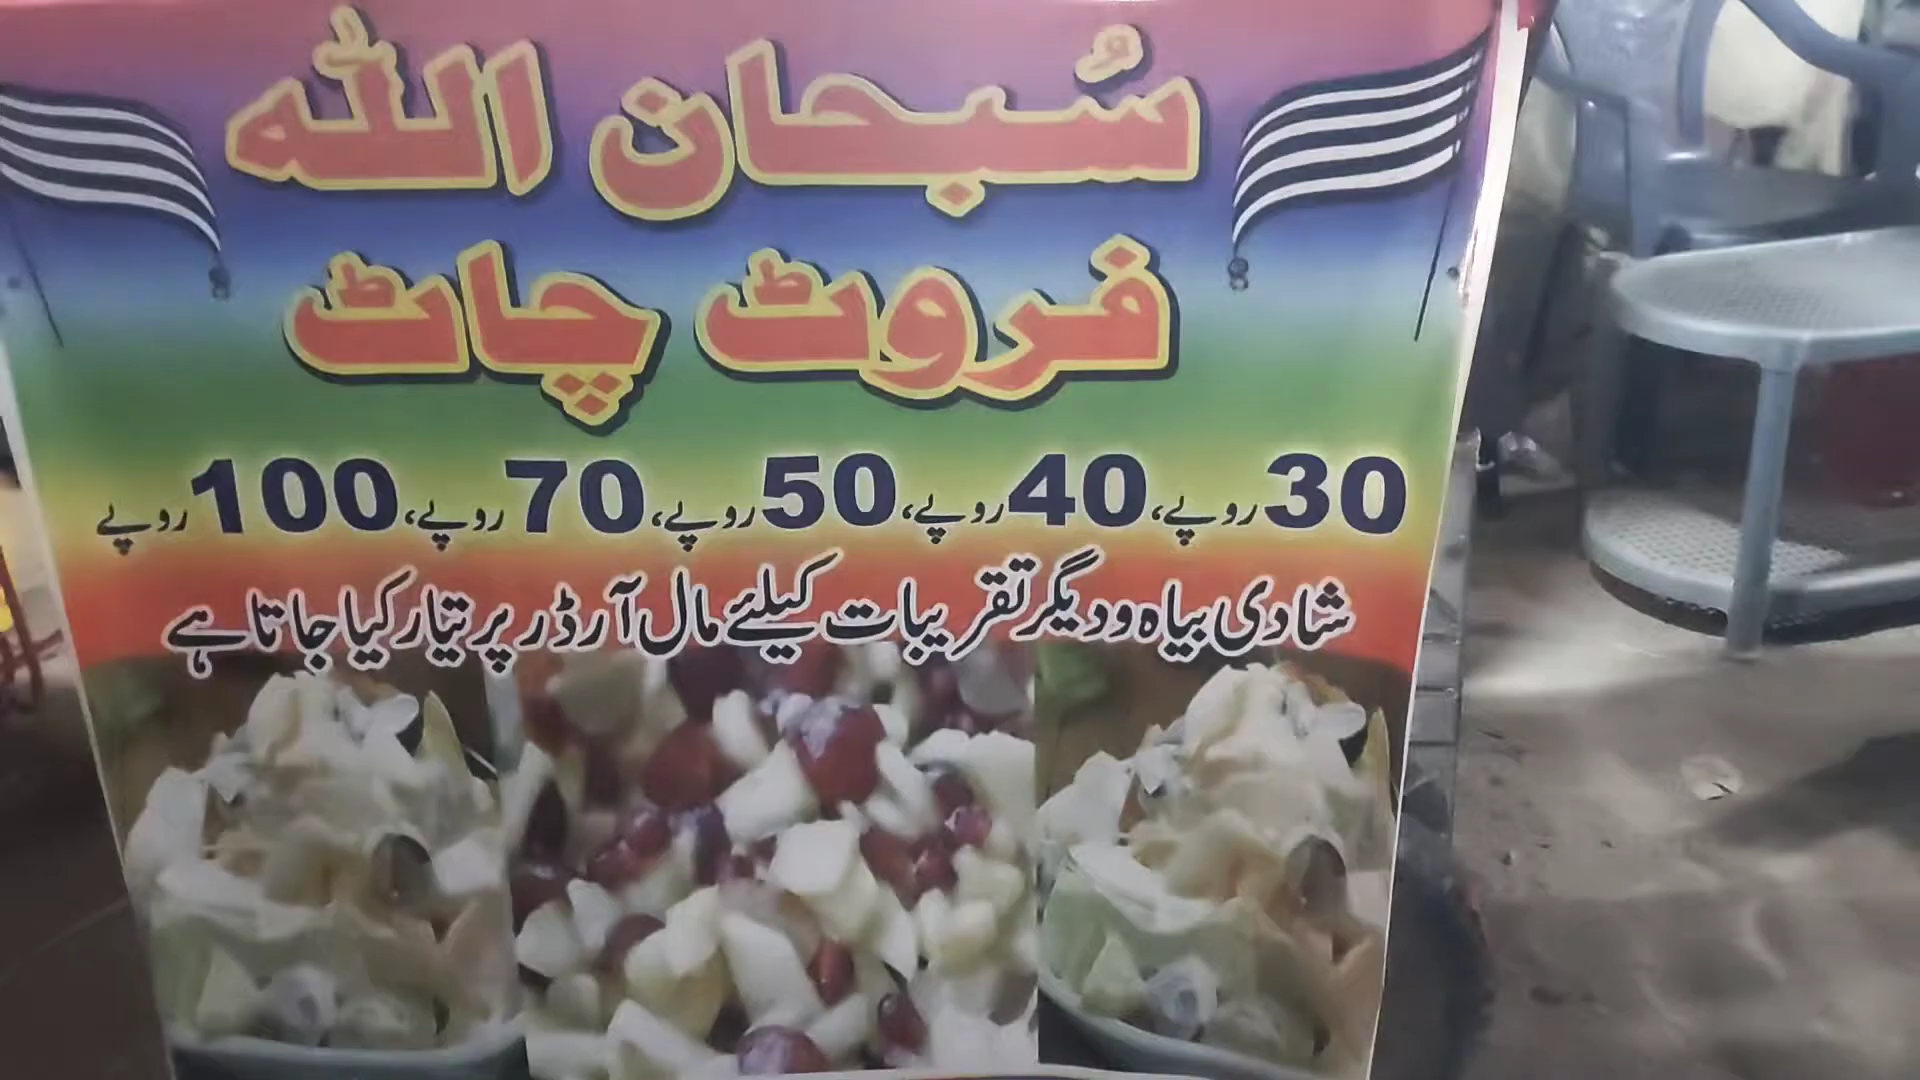 سُبحان اللہ
فروٹ چاٹ
30 روپے، 40 روپے، 50 روپے، 70 روپے، 100 روپے
شادی بیاہ و دیگر تقریبات کیلئے مال آرڈر پر تیار کیا جاتا ہے